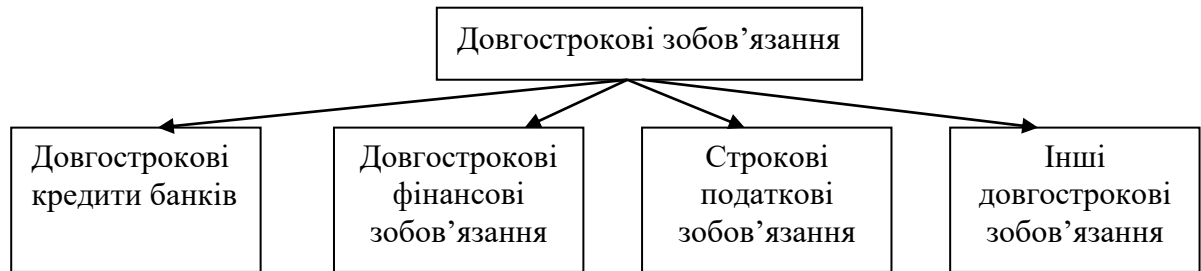 Довгострокові зобов’язання
Довгострокові
кредити банків
Довгострокові
фінансові
зобов’язання
Строкові
податкові
зобов’язання
Інші
довгострокові
зобов’язання